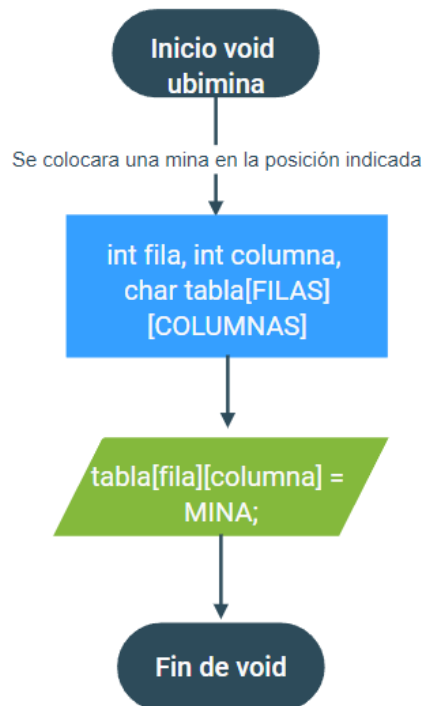 Inicio void
ubimina
Se colocara una mina en la posición indicada
int fila, int columna,
char tabla[FILAS]
[COLUMNAS]
tabla[fila][columna] =
MINA;
Fin de void